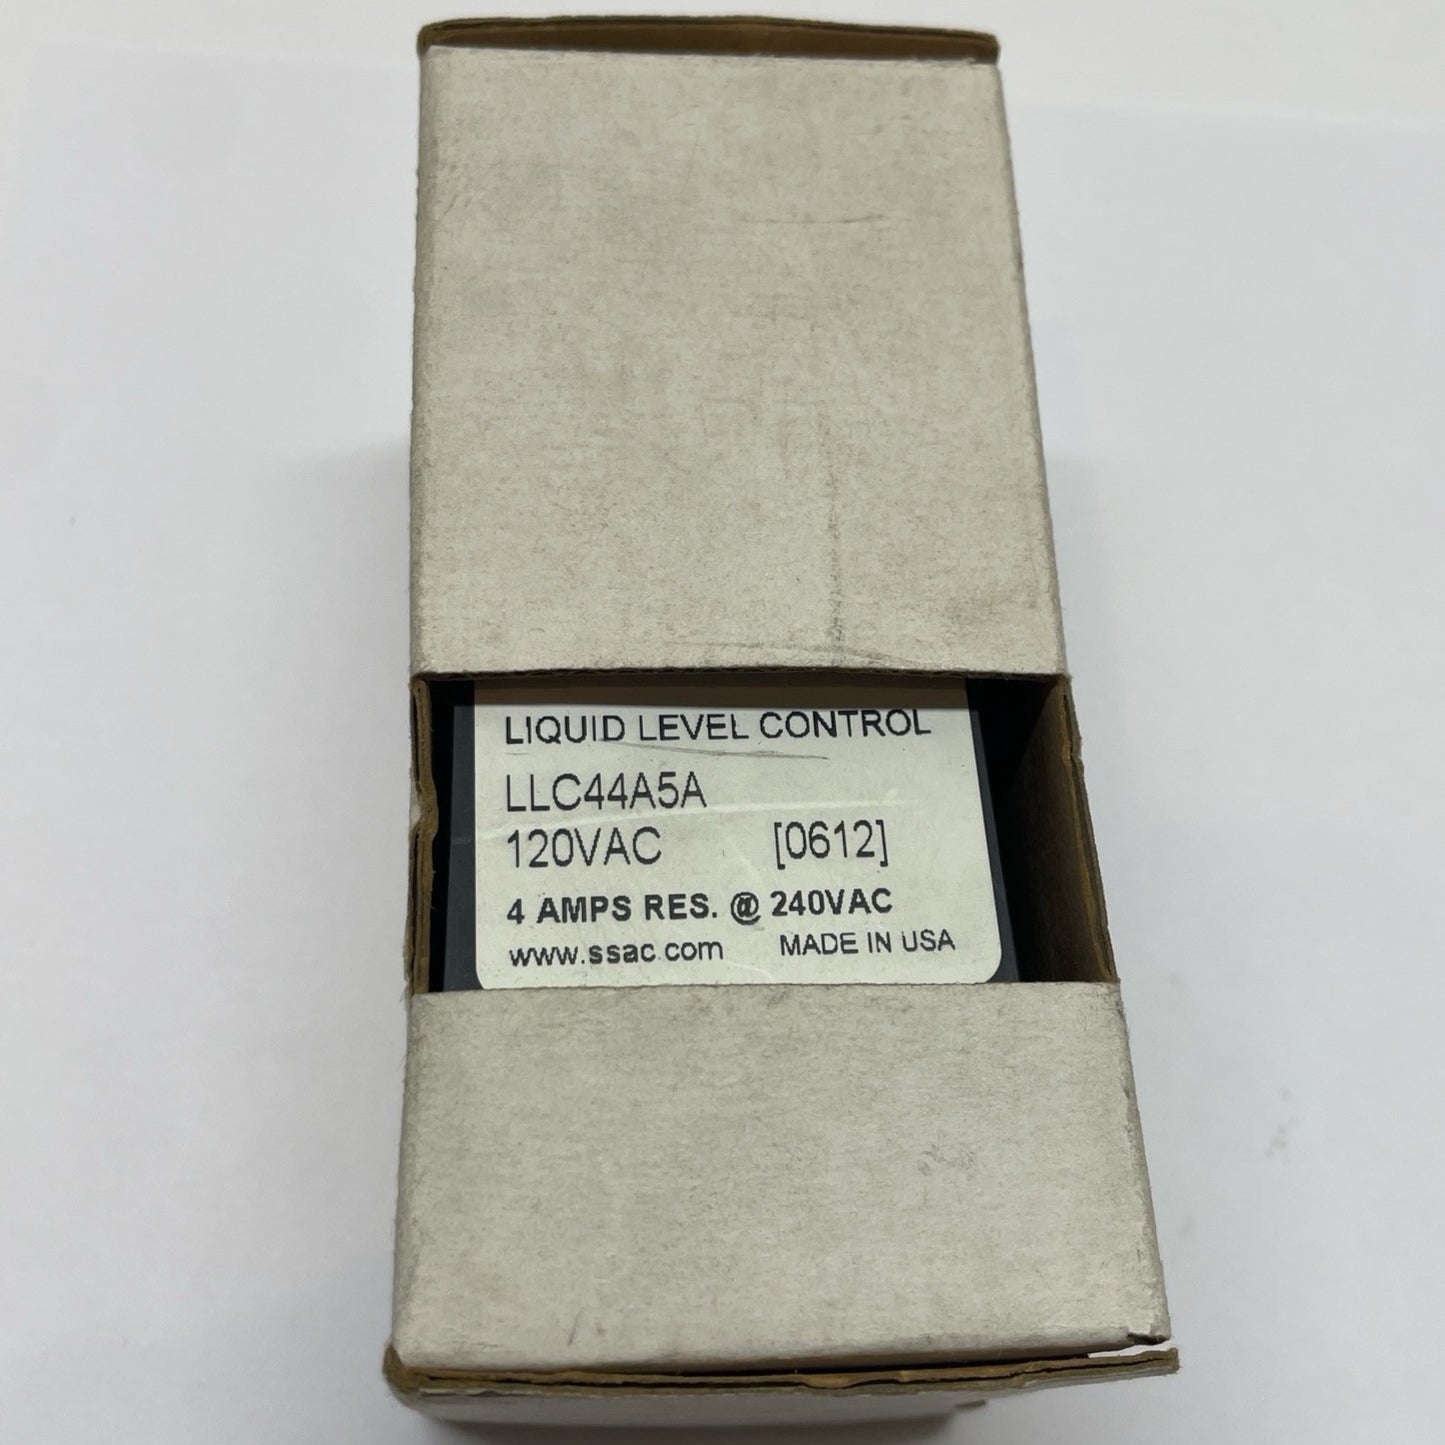 LIQUID LEVEL CONTROL
LLC44A5A
120VAC [0612]
4 AMPS RES. @ 240VAC
www.ssac.com MADE IN USA